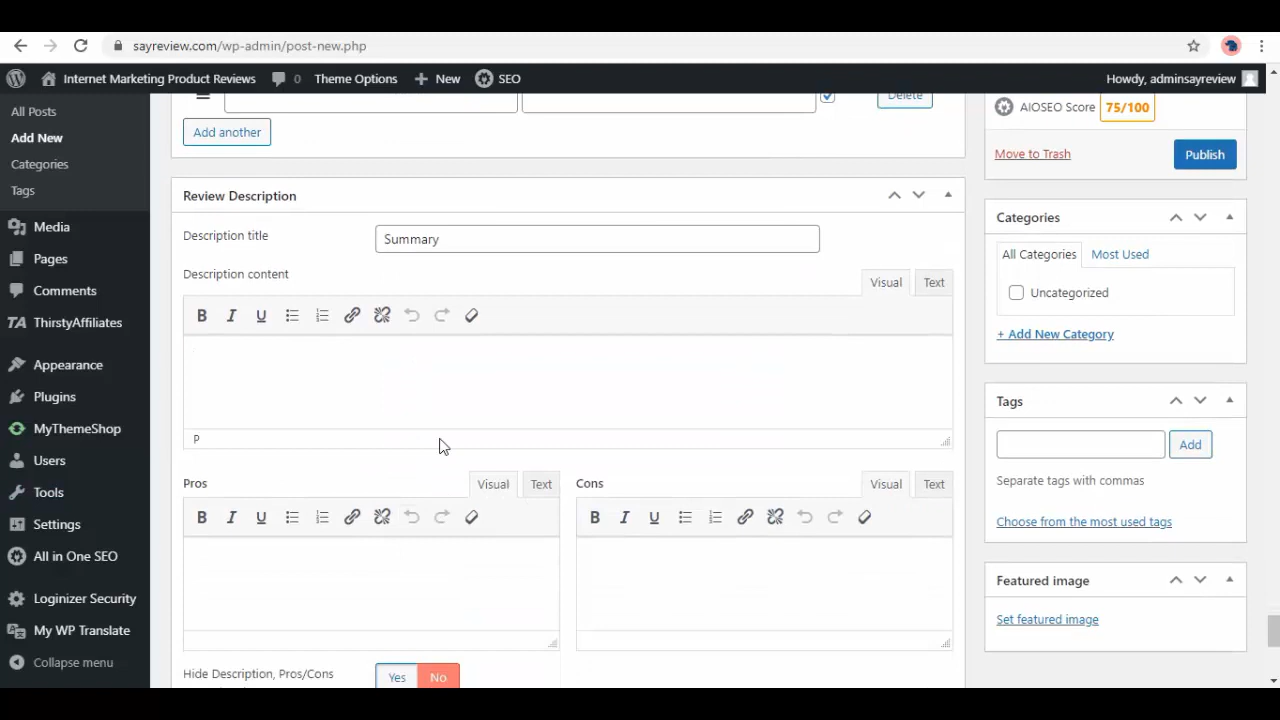 sayreview.com/wp-admin/post-new.php
Internet Marketing Product Reviews 0 Theme Options New SEO Howdy, adminsayreview
All Posts
Add New
Categories
Tags
Media
Pages
Comments
TA ThirstyAffiliates
Appearance
Plugins
MyThemeShop
Users
Tools
Settings
All in One SEO
Loginizer Security
My WP Translate
Collapse menu
Delete
Add another
Review Description
Description title Summary
Description content
Visual Text
B I U
P
Pros Visual Text
B I U
Cons Visual Text
B I U
Hide Description, Pros/Cons Yes No
AIOSEO Score 75/100
Move to Trash Publish
Categories
All Categories Most Used
Uncategorized
+ Add New Category
Tags
Add
Separate tags with commas
Choose from the most used tags
Featured image
Set featured image